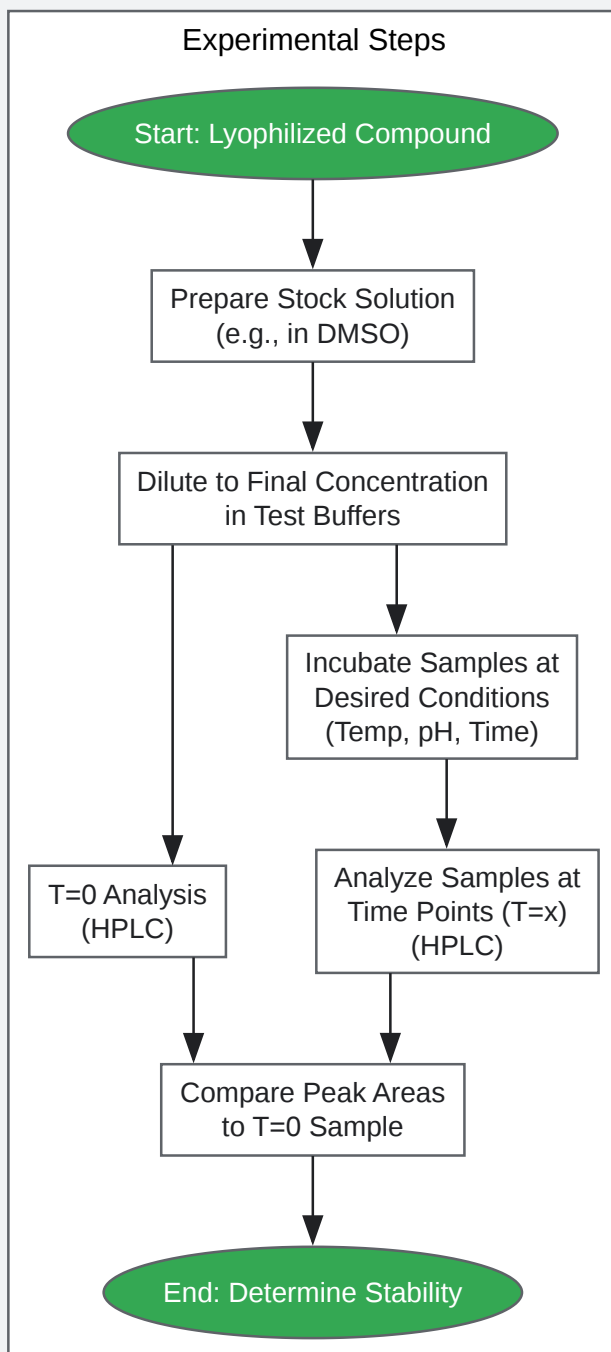 Experimental Steps
Start: Lyophilized Compound
Prepare Stock Solution
(e.g., in DMSO)
Dilute to Final Concentration
in Test Buffers
Incubate Samples at
Desired Conditions
(Temp, pH, Time)
T=0 Analysis
(HPLC)
Analyze Samples at
Time Points (T=x)
(HPLC)
Compare Peak Areas
to T=0 Sample
End: Determine Stability